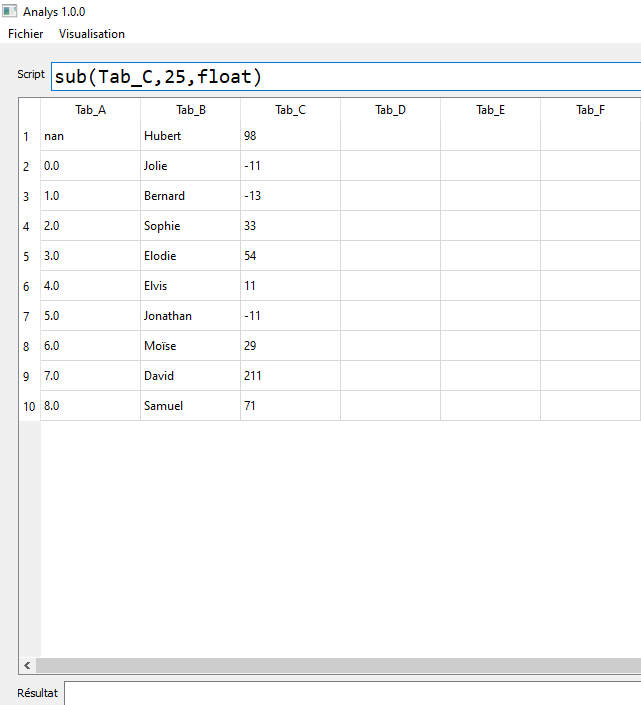 Analys 1.0.0
Fichier Visualisation
Script sub(Tab_C,25,float)
Tab_A Tab_B Tab_C Tab_D Tab_E Tab_F
1 nan Hubert 98
2 0.0 Jolie -11
3 1.0 Bernard -13
4 2.0 Sophie 33
5 3.0 Elodie 54
6 4.0 Elvis 11
7 5.0 Jonathan -11
8 6.0 Moïse 29
9 7.0 David 211
10 8.0 Samuel 71
Résultat